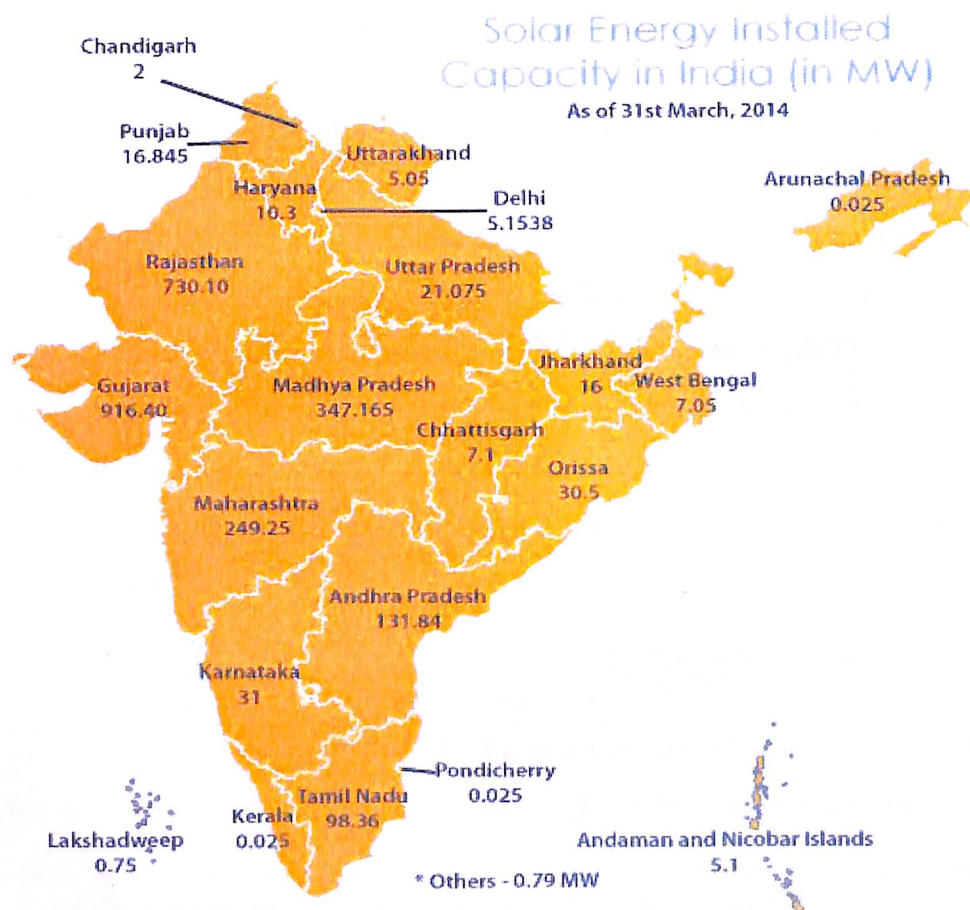 Solar Energy Installed
Capacity in India (in MW)
As of 31st March, 2014
Chandigarh
2
Punjab
16.845
Uttarakhand
5.05
Haryana
10.3
Delhi
5.1538
Arunachal Pradesh
0.025
Rajasthan
730.10
Uttar Pradesh
21.075
Gujarat
916.40
Madhya Pradesh
347.165
Jharkhand
16
West Bengal
7.05
Chhattisgarh
7.1
Orissa
30.5
Maharashtra
249.25
Andhra Pradesh
131.84
Karnataka
31
Pondicherry
0.025
Tamil Nadu
98.36
Kerala
0.025
Lakshadweep
0.75
Andaman and Nicobar Islands
5.1
* Others - 0.79 MW